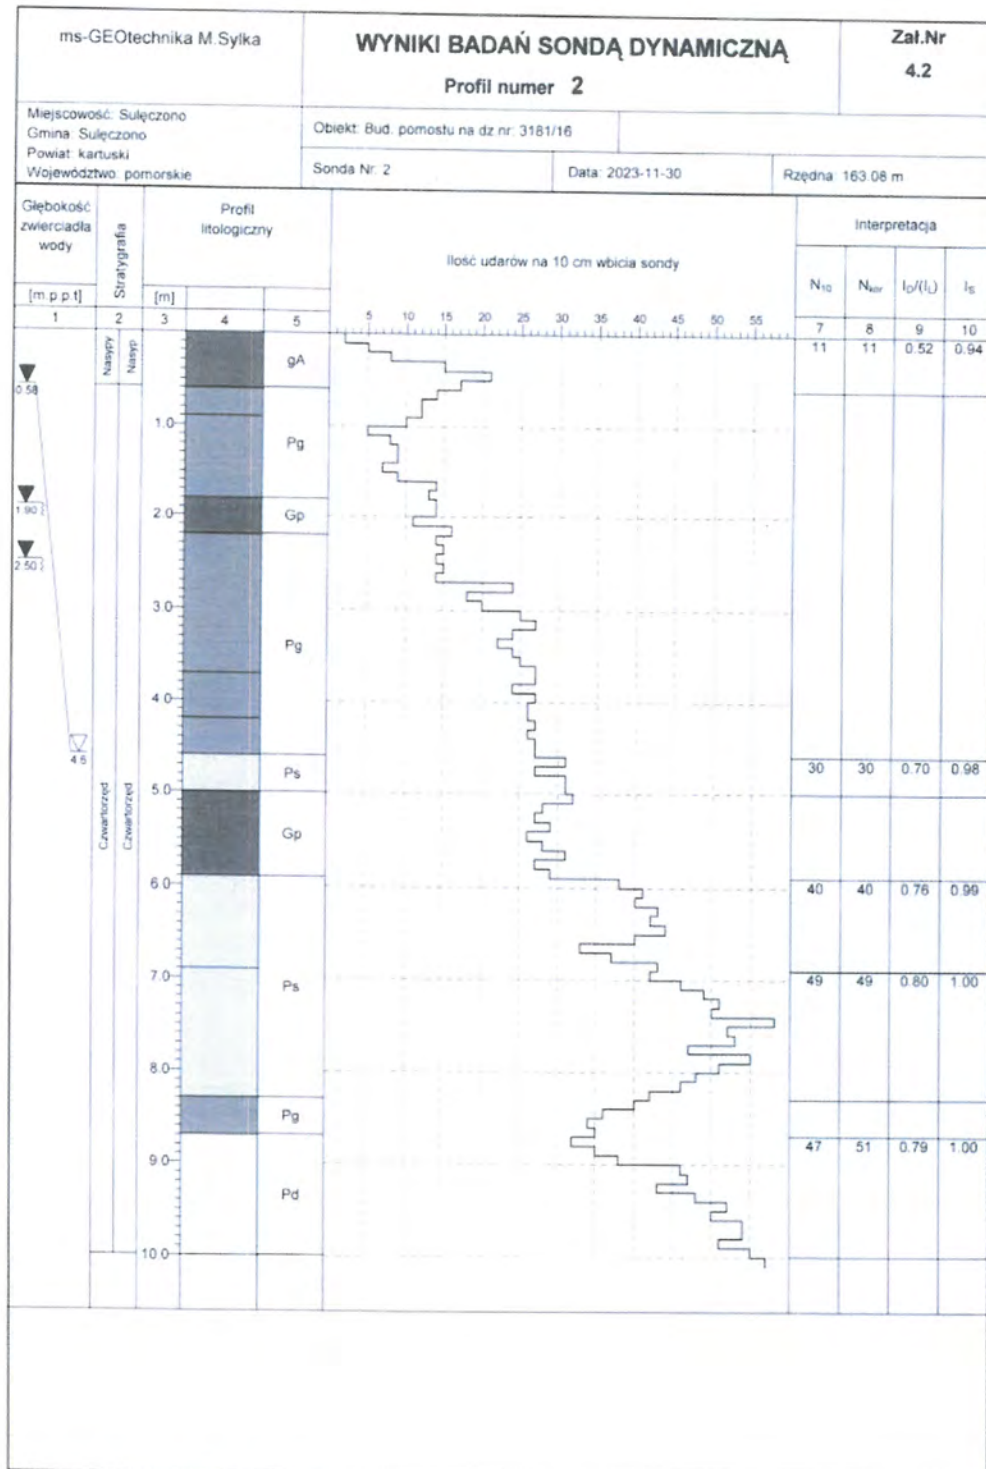 ms-GEOtechnika M.Sylka
WYNIKI BADAŃ SONDĄ DYNAMICZNĄ
Profil numer 2
Zał.Nr
4.2
Miejscowość: Sulęczono
Gmina: Sulęczono
Powiat: kartuski
Województwo: pomorskie
Obiekt: Bud. pomostu na dz nr: 3181/16
Sonda Nr: 2
Data: 2023-11-30
Rzędna: 163.08 m
Głębokość
zwierciadła
wody
[m.p.p.t]
Stratygrafia
Profil
litologiczny
[m]
Ilość udarów na 10 cm wbicia sondy
Interpretacja
N10 Nkor ID/(IL) IS
1 2 3 4 5
5 10 15 20 25 30 35 40 45 50 55
7 8 9 10
Nasypy
Nasyp
gA
11 11 0.52 0.94
0.58
1.0
Pg
1.90
2.0
Gp
2.50
3.0
Pg
4.0
4.6
Ps
30 30 0.70 0.98
5.0
Czwartorzęd
Czwartorzęd
Gp
6.0
40 40 0.76 0.99
7.0
Ps
49 49 0.80 1.00
8.0
Pg
47 51 0.79 1.00
9.0
Pd
10.0